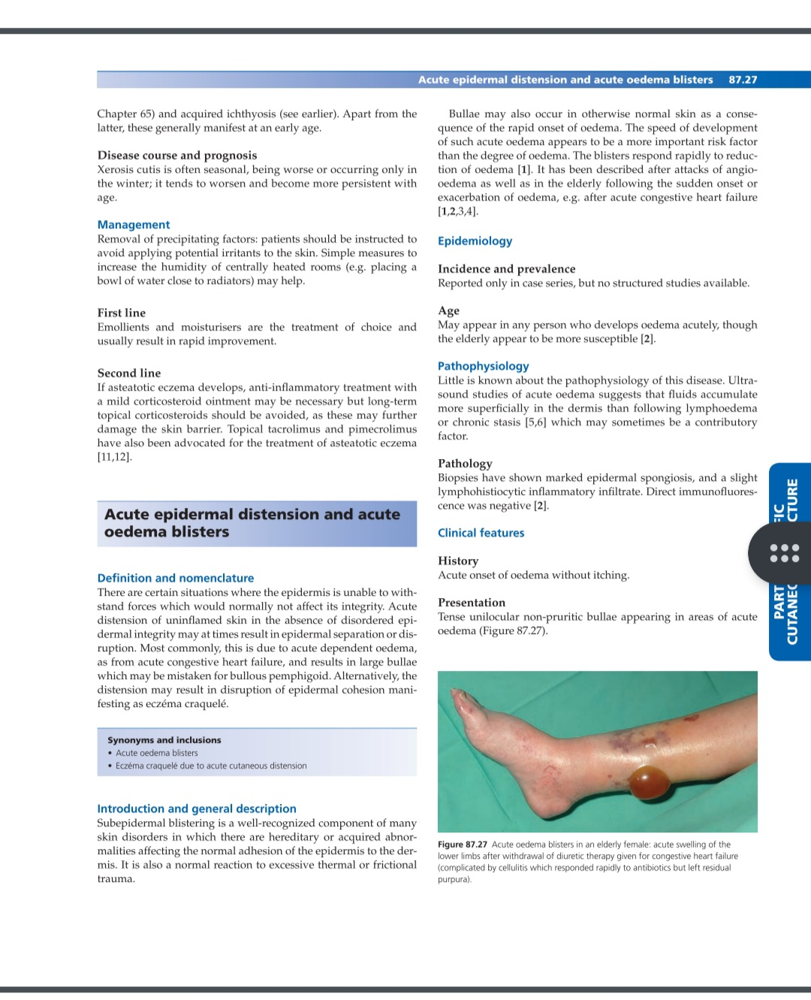 Acute epidermal distension and acute oedema blisters 87.27
Chapter 65) and acquired ichthyosis (see earlier). Apart from the
latter, these generally manifest at an early age.
Disease course and prognosis
Xerosis cutis is often seasonal, being worse or occurring only in
the winter; it tends to worsen and become more persistent with
age.
Management
Removal of precipitating factors: patients should be instructed to
avoid applying potential irritants to the skin. Simple measures to
increase the humidity of centrally heated rooms (e.g. placing a
bowl of water close to radiators) may help.
First line
Emollients and moisturisers are the treatment of choice and
usually result in rapid improvement.
Second line
If asteatotic eczema develops, anti-inflammatory treatment with
a mild corticosteroid ointment may be necessary but long-term
topical corticosteroids should be avoided, as these may further
damage the skin barrier. Topical tacrolimus and pimecrolimus
have also been advocated for the treatment of asteatotic eczema
[11,12].
Acute epidermal distension and acute
oedema blisters
Definition and nomenclature
There are certain situations where the epidermis is unable to with-
stand forces which would normally not affect its integrity. Acute
distension of uninflamed skin in the absence of disordered epi-
dermal integrity may at times result in epidermal separation or dis-
ruption. Most commonly, this is due to acute dependent oedema,
as from acute congestive heart failure, and results in large bullae
which may be mistaken for bullous pemphigoid. Alternatively, the
distension may result in disruption of epidermal cohesion mani-
festing as eczéma craquelé.
Synonyms and inclusions
• Acute oedema blisters
• Eczéma craquelé due to acute cutaneous distension
Introduction and general description
Subepidermal blistering is a well-recognized component of many
skin disorders in which there are hereditary or acquired abnor-
malities affecting the normal adhesion of the epidermis to the der-
mis. It is also a normal reaction to excessive thermal or frictional
trauma.
Bullae may also occur in otherwise normal skin as a conse-
quence of the rapid onset of oedema. The speed of development
of such acute oedema appears to be a more important risk factor
than the degree of oedema. The blisters respond rapidly to reduc-
tion of oedema [1]. It has been described after attacks of angio-
oedema as well as in the elderly following the sudden onset or
exacerbation of oedema, e.g. after acute congestive heart failure
[1,2,3,4].
Epidemiology
Incidence and prevalence
Reported only in case series, but no structured studies available.
Age
May appear in any person who develops oedema acutely, though
the elderly appear to be more susceptible [2].
Pathophysiology
Little is known about the pathophysiology of this disease. Ultra-
sound studies of acute oedema suggests that fluids accumulate
more superficially in the dermis than following lymphoedema
or chronic stasis [5,6] which may sometimes be a contributory
factor.
Pathology
Biopsies have shown marked epidermal spongiosis, and a slight
lymphohistiocytic inflammatory infiltrate. Direct immunofluores-
cence was negative [2].
Clinical features
History
Acute onset of oedema without itching.
Presentation
Tense unilocular non-pruritic bullae appearing in areas of acute
oedema (Figure 87.27).
Figure 87.27 Acute oedema blisters in an elderly female: acute swelling of the
lower limbs after withdrawal of diuretic therapy given for congestive heart failure
(complicated by cellulitis which responded rapidly to antibiotics but left residual
purpura).
PART